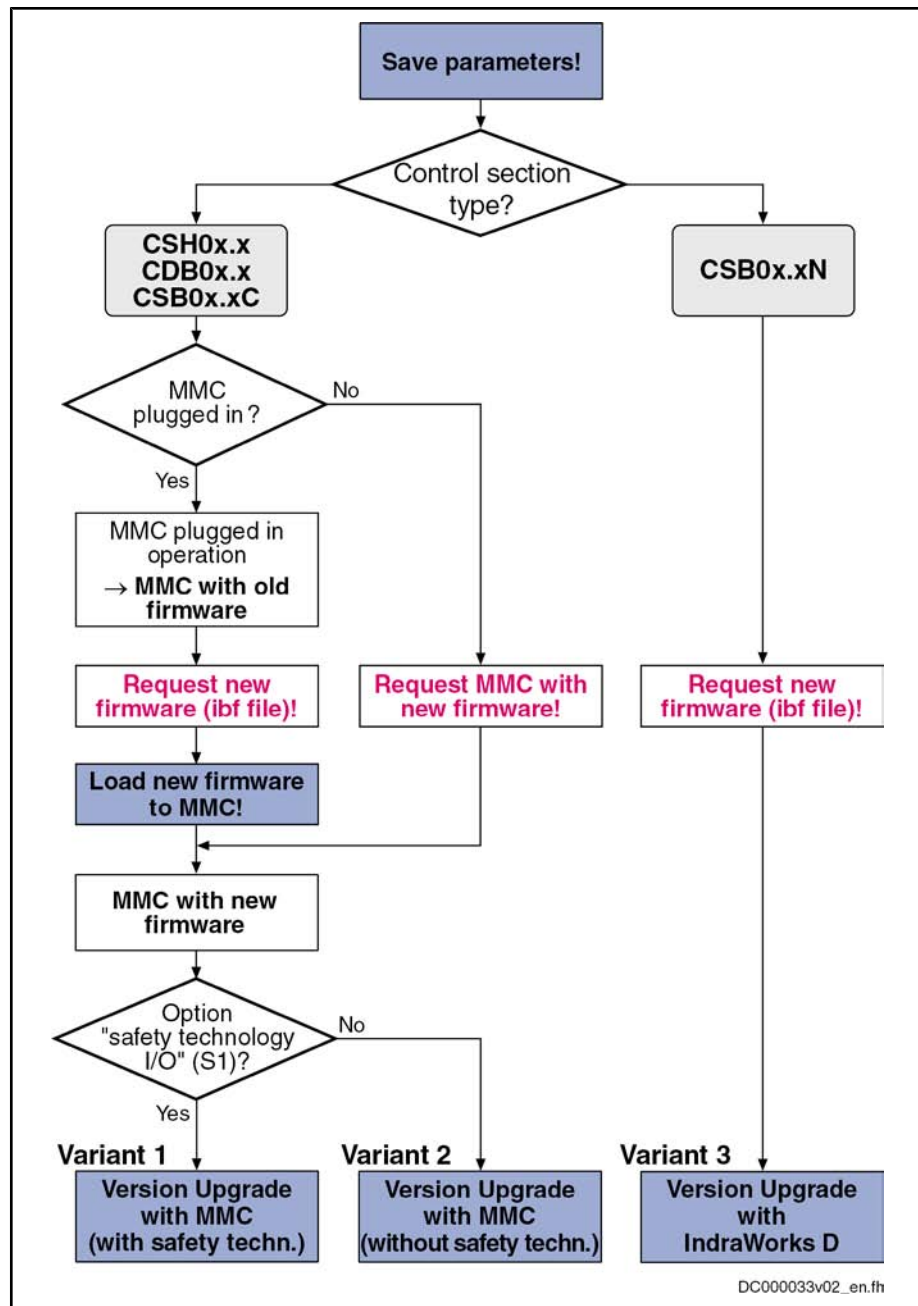 Save parameters!
Control section
type?
CSH0x.x
CDB0x.x
CSB0x.xC
CSB0x.xN
MMC
plugged in ?
No
Yes
MMC plugged in
operation
→ MMC with old
firmware
Request new
firmware (ibf file)!
Request MMC with
new firmware!
Request new
firmware (ibf file)!
Load new firmware
to MMC!
MMC with new
firmware
Option
"safety technology
I/O" (S1)?
No
Yes
Variant 1
Version Upgrade
with MMC
(with safety techn.)
Variant 2
Version Upgrade
with MMC
(without safety techn.)
Variant 3
Version Upgrade
with
IndraWorks D
DC000033v02_en.fh